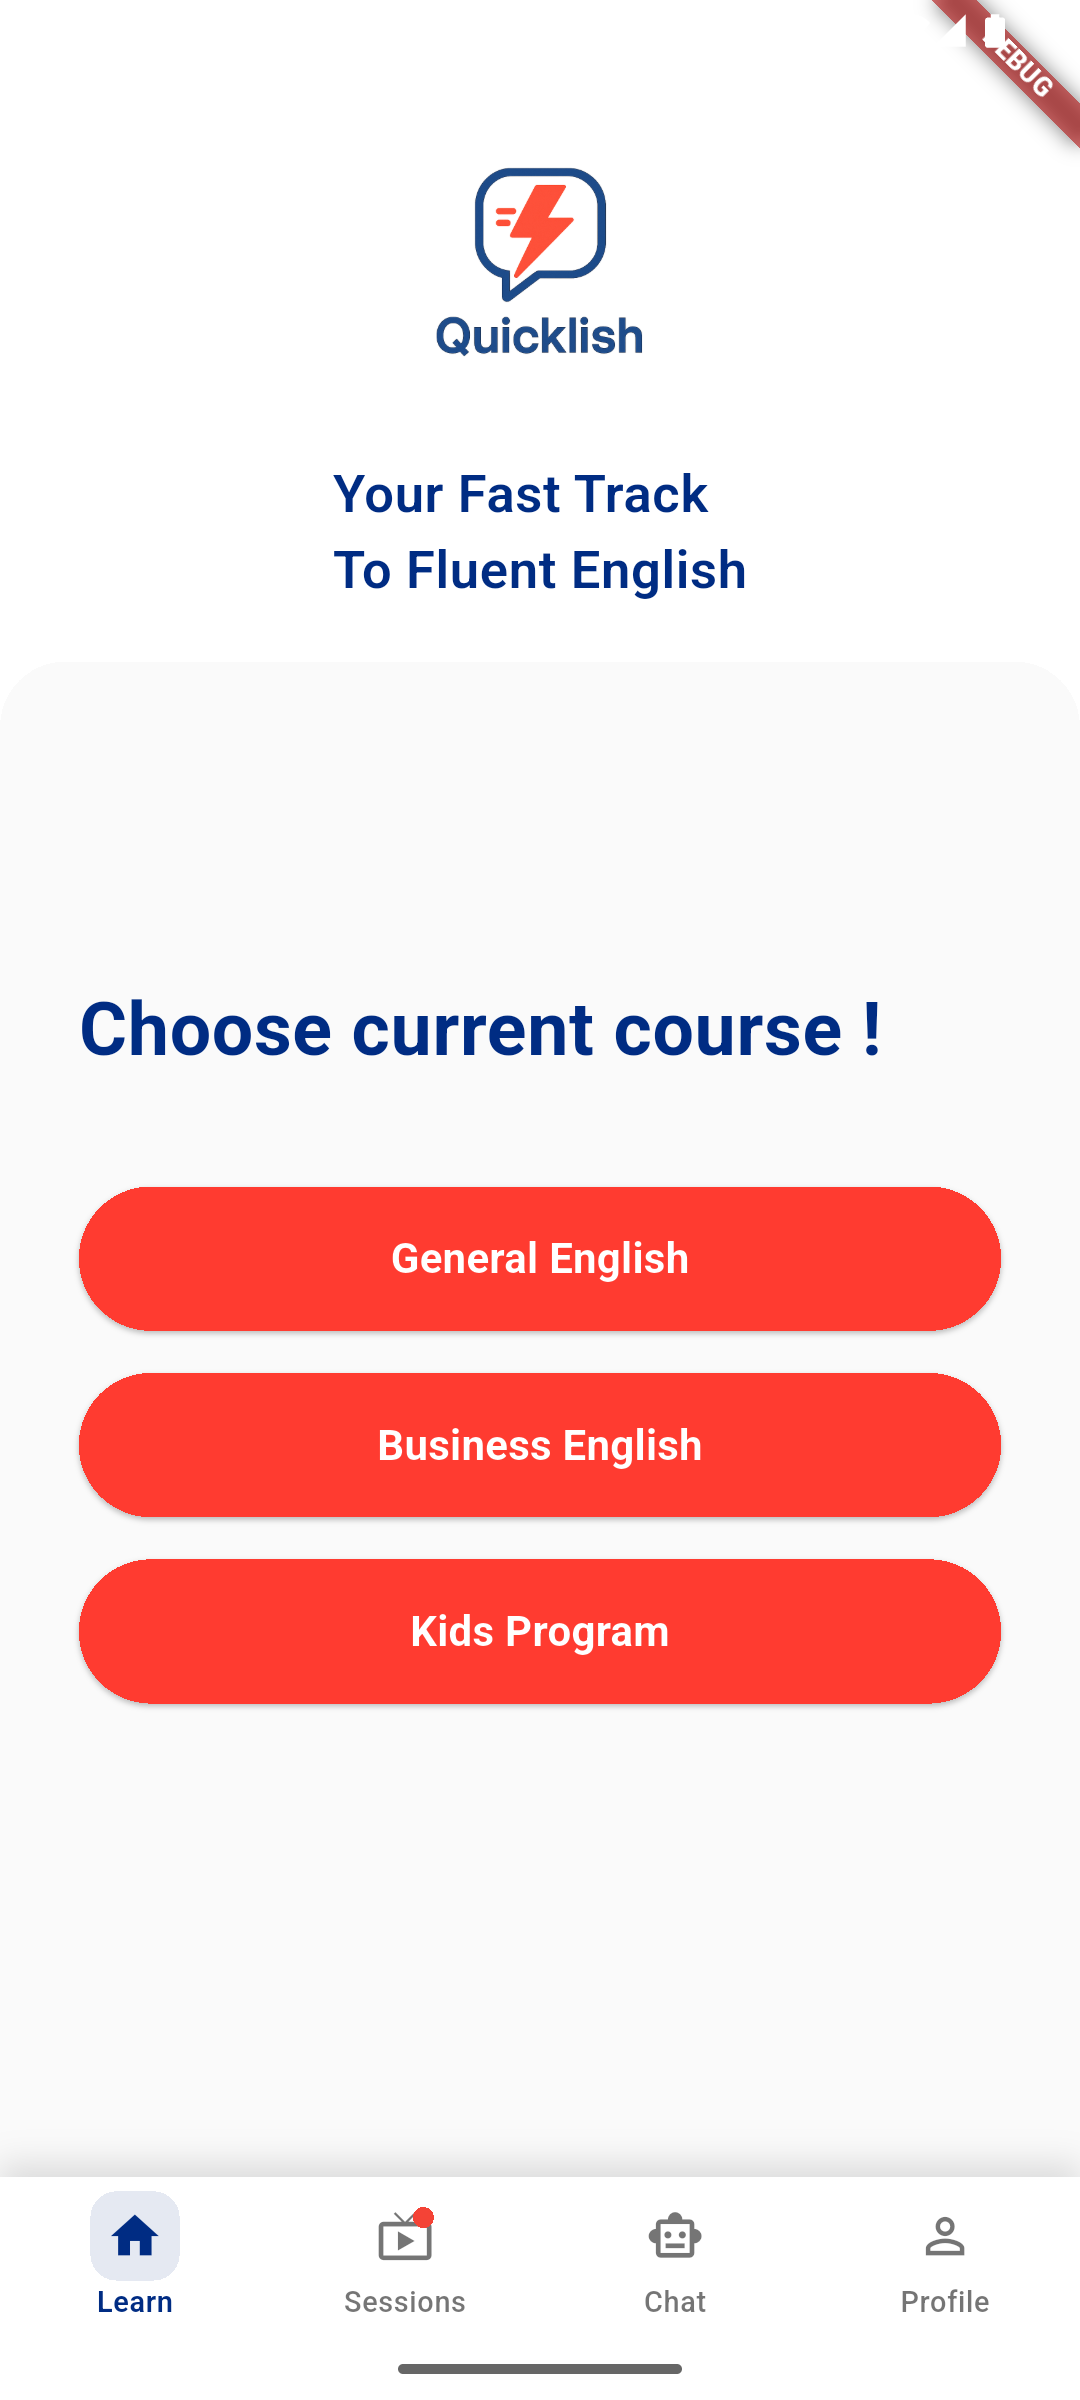 Quicklish
Your Fast Track
To Fluent English
Choose current course !
General English
Business English
Kids Program
Learn
Sessions
Chat
Profile